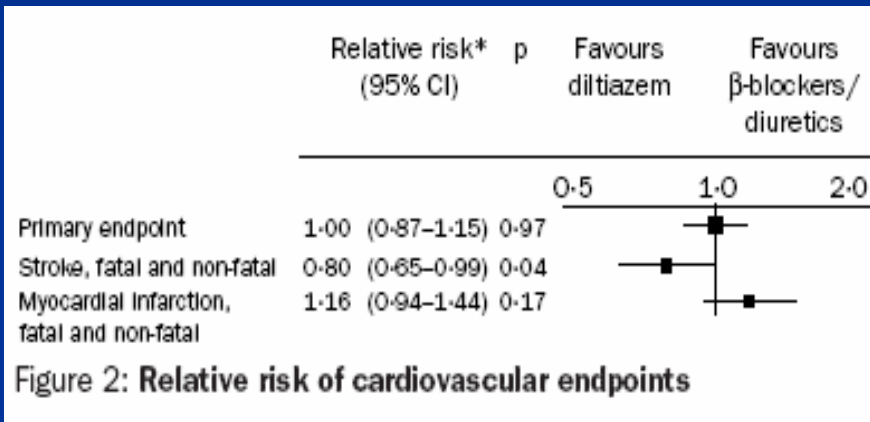 Relative risk* p Favours Favours
(95% CI) diltiazem β-blockers/
diuretics
0·5 1·0 2·0
Primary endpoint 1·00 (0·87–1·15) 0·97
Stroke, fatal and non-fatal 0·80 (0·65–0·99) 0·04
Myocardial infarction, 1·16 (0·94–1·44) 0·17
fatal and non-fatal
Figure 2: Relative risk of cardiovascular endpoints